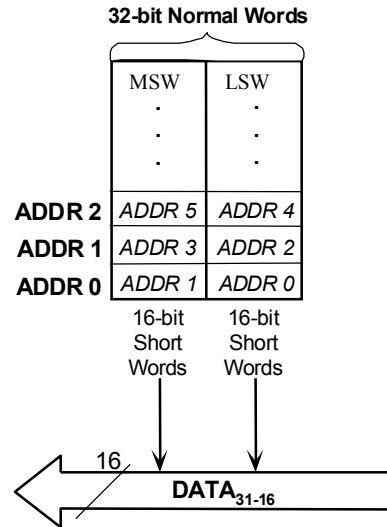 32-bit Normal Words
MSW LSW
. .
. .
. .
ADDR 2 ADDR 5 ADDR 4
ADDR 1 ADDR 3 ADDR 2
ADDR 0 ADDR 1 ADDR 0
16-bit 16-bit
Short Short
Words Words
16
DATA31-16